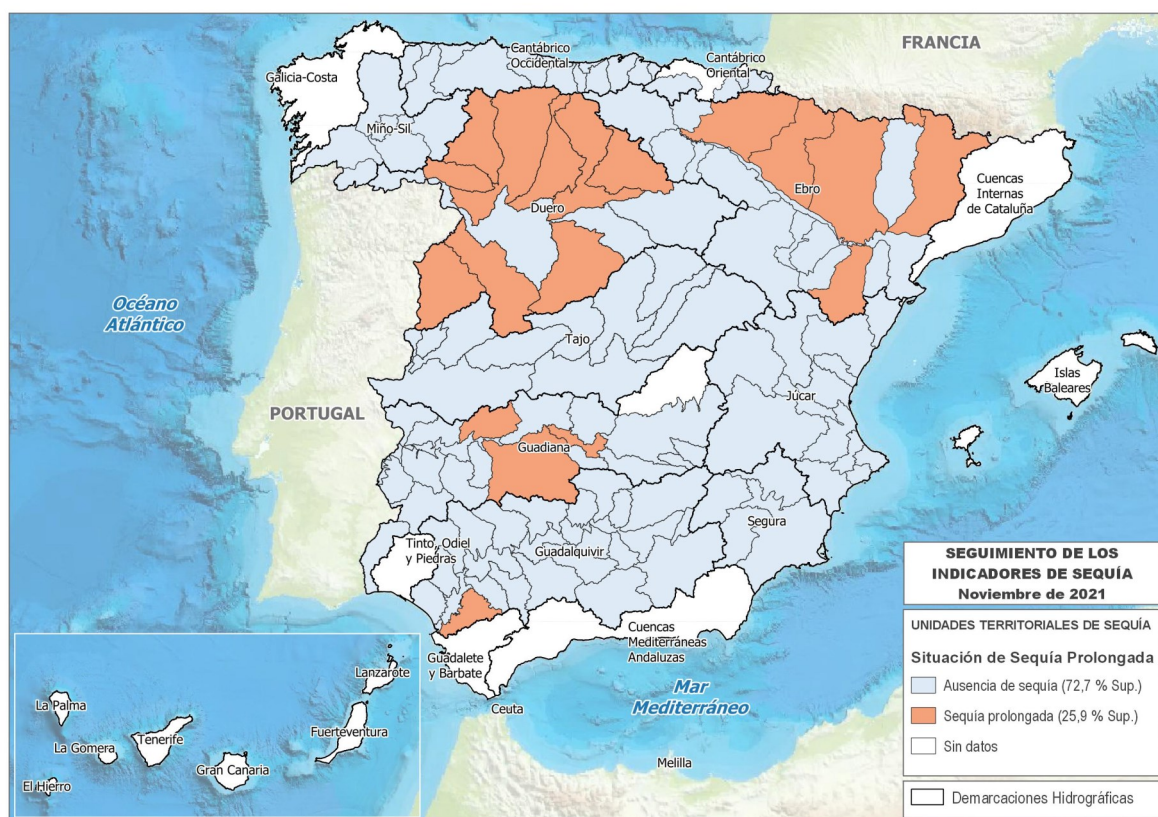 FRANCIA
Cantábrico
Occidental
Cantábrico
Oriental
Galicia-Costa
Miño-Sil
Cuencas
Internas
de Cataluña
Ebro
Duero
Océano
Atlántico
Tajo
Islas
Baleares
Júcar
PORTUGAL
Guadiana
Segura
Tinto, Odiel
y Piedras
Guadalquivir
Cuencas
Mediterráneas
Andaluzas
Guadalete
y Barbate
Mar
Mediterráneo
Ceuta
Melilla
Lanzarote
La Palma
Fuerteventura
Tenerife
La Gomera
Gran Canaria
El Hierro
SEGUIMIENTO DE LOS
INDICADORES DE SEQUÍA
Noviembre de 2021
UNIDADES TERRITORIALES DE SEQUÍA
Situación de Sequía Prolongada
Ausencia de sequía (72,7 % Sup.)
Sequía prolongada (25,9 % Sup.)
Sin datos
Demarcaciones Hidrográficas